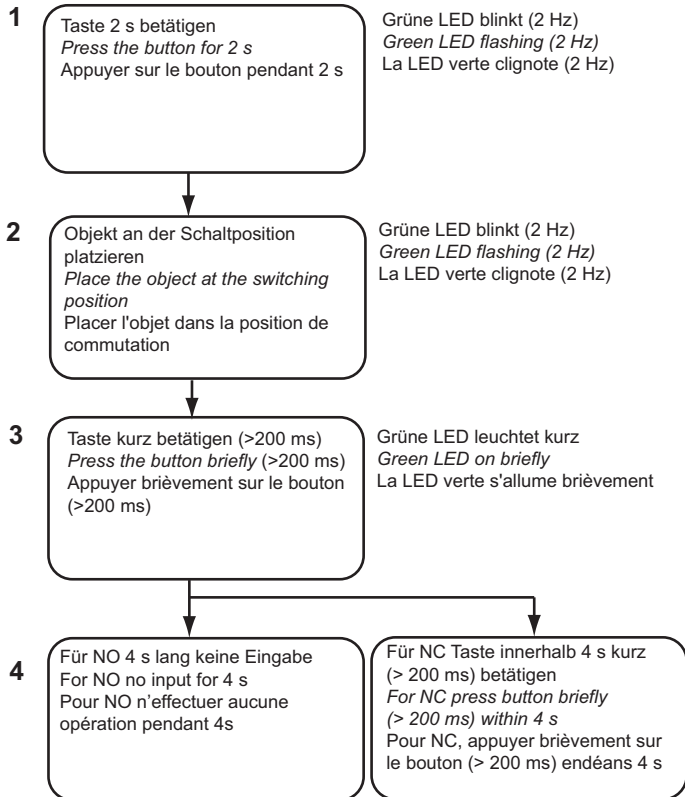 1
Taste 2 s betätigen
Press the button for 2 s
Appuyer sur le bouton pendant 2 s
Grüne LED blinkt (2 Hz)
Green LED flashing (2 Hz)
La LED verte clignote (2 Hz)
2
Objekt an der Schaltposition
platzieren
Place the object at the switching
position
Placer l'objet dans la position de
commutation
Grüne LED blinkt (2 Hz)
Green LED flashing (2 Hz)
La LED verte clignote (2 Hz)
3
Taste kurz betätigen (>200 ms)
Press the button briefly (>200 ms)
Appuyer brièvement sur le bouton
(>200 ms)
Grüne LED leuchtet kurz
Green LED on briefly
La LED verte s'allume brièvement
4
Für NO 4 s lang keine Eingabe
For NO no input for 4 s
Pour NO n’effectuer aucune
opération pendant 4s
Für NC Taste innerhalb 4 s kurz
(> 200 ms) betätigen
For NC press button briefly
(> 200 ms) within 4 s
Pour NC, appuyer brièvement sur
le bouton (> 200 ms) endéans 4 s